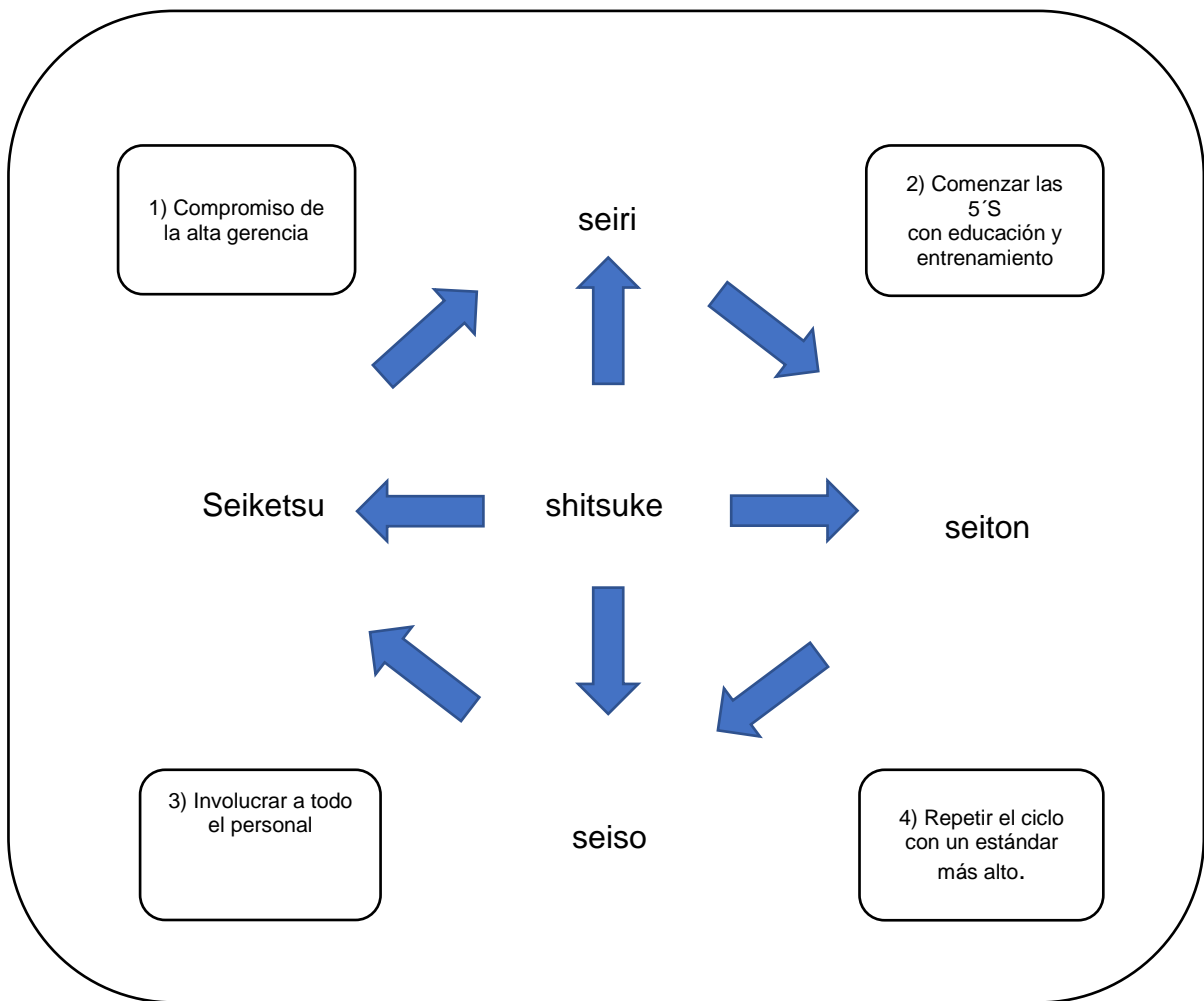 1) Compromiso de
la alta gerencia
seiri
2) Comenzar las
5´S
con educación y
entrenamiento
Seiketsu
shitsuke
seiton
3) Involucrar a todo
el personal
seiso
4) Repetir el ciclo
con un estándar
más alto.